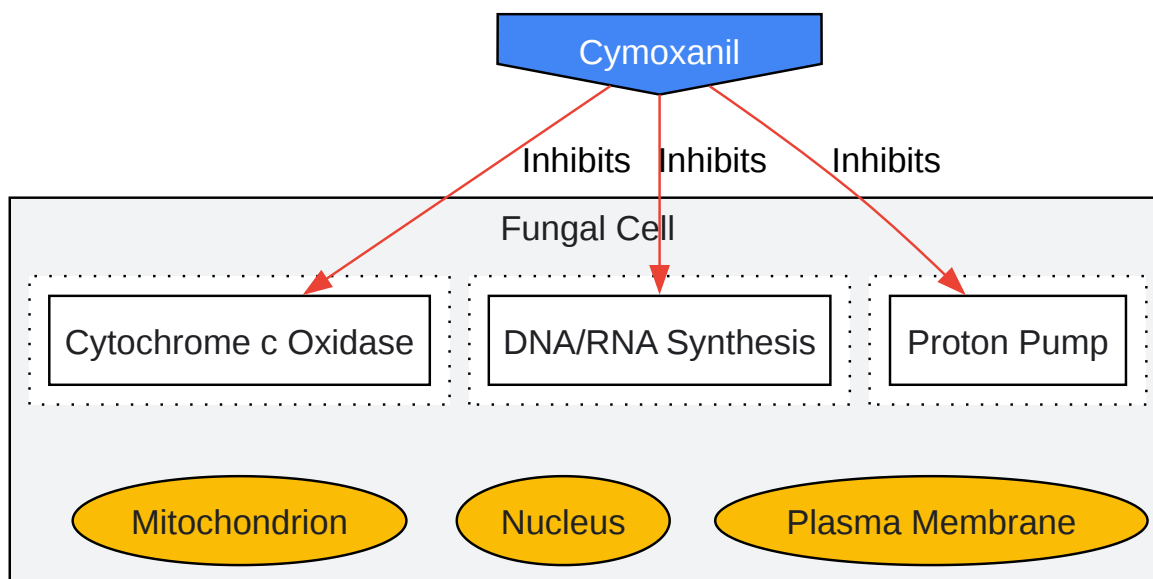 Cymoxanil
Inhibits Inhibits Inhibits
Fungal Cell
Cytochrome c Oxidase DNA/RNA Synthesis Proton Pump
Mitochondrion Nucleus Plasma Membrane